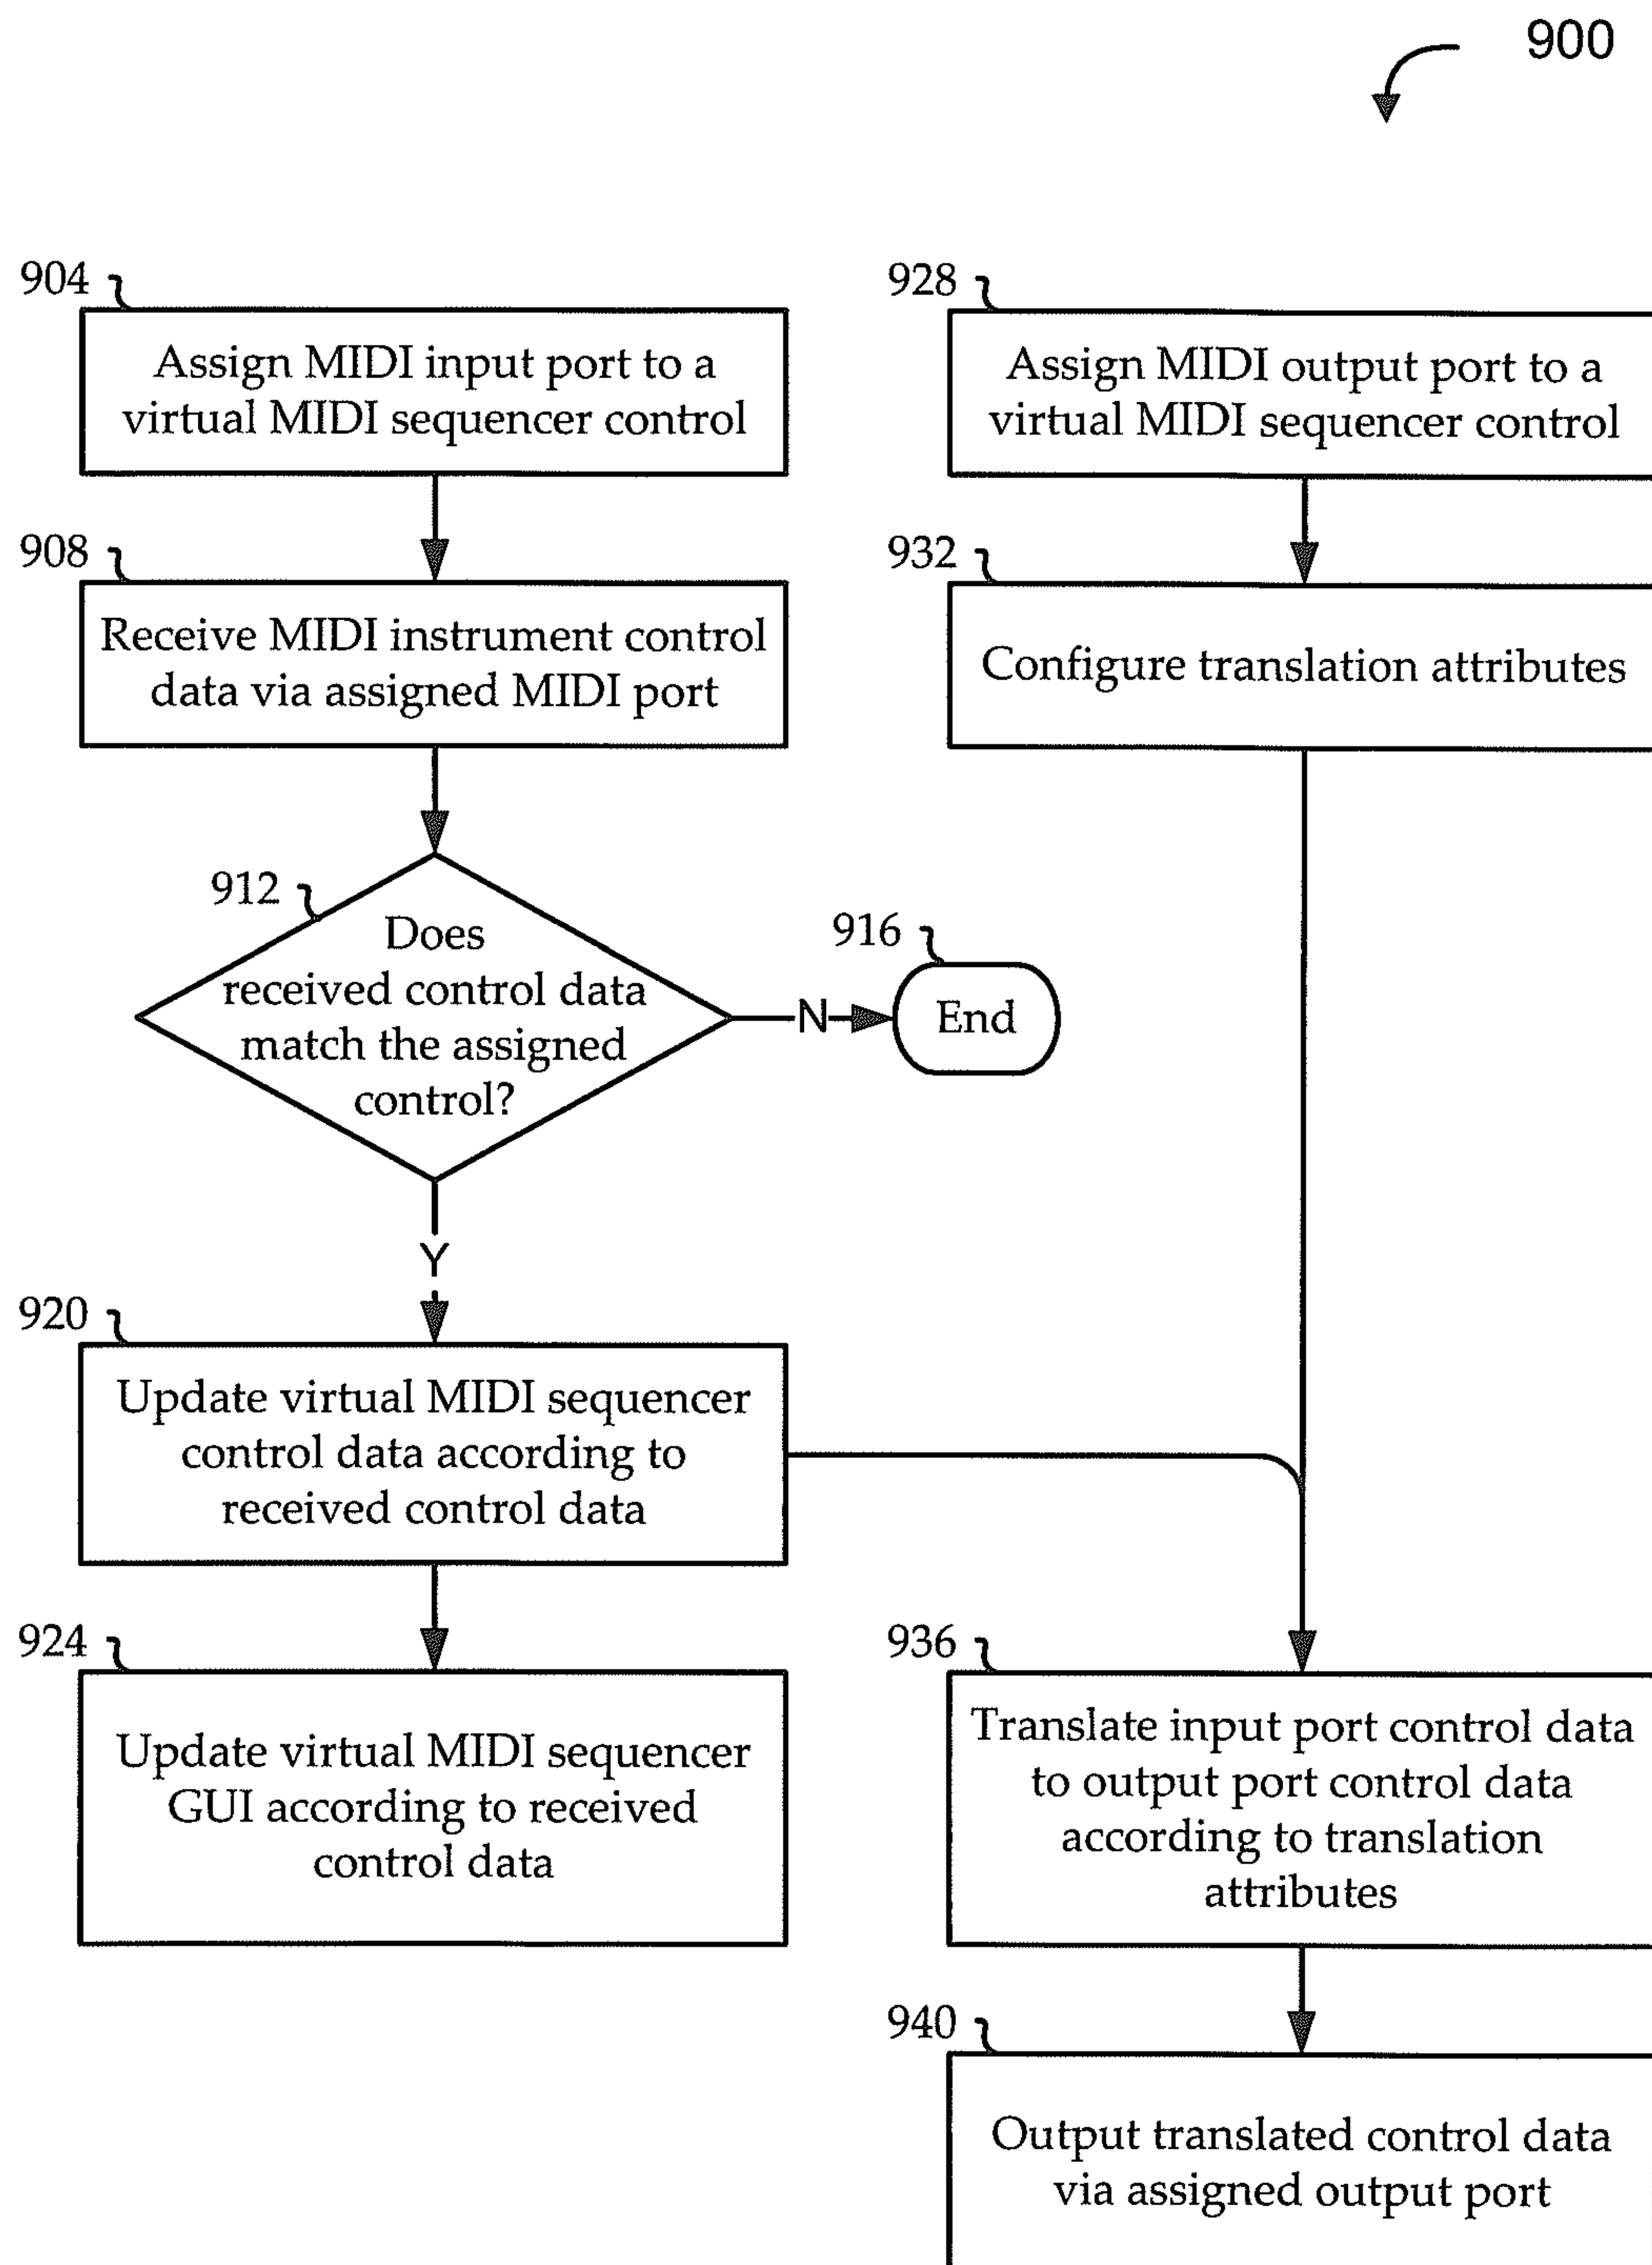 900
904
Assign MIDI input port to a
virtual MIDI sequencer control
908
Receive MIDI instrument control
data via assigned MIDI port
912
Does
received control data
match the assigned
control?
N
916
End
Y
920
Update virtual MIDI sequencer
control data according to
received control data
924
Update virtual MIDI sequencer
GUI according to received
control data
928
Assign MIDI output port to a
virtual MIDI sequencer control
932
Configure translation attributes
936
Translate input port control data
to output port control data
according to translation
attributes
940
Output translated control data
via assigned output port